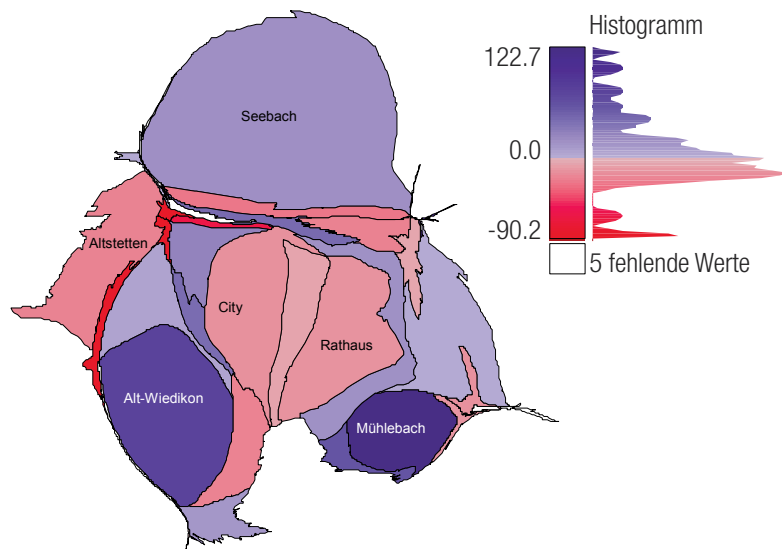 Histogramm
122.7
0.0
-90.2
5 fehlende Werte
Seebach
Altstetten
City
Rathaus
Alt-Wiedikon
Mühlebach